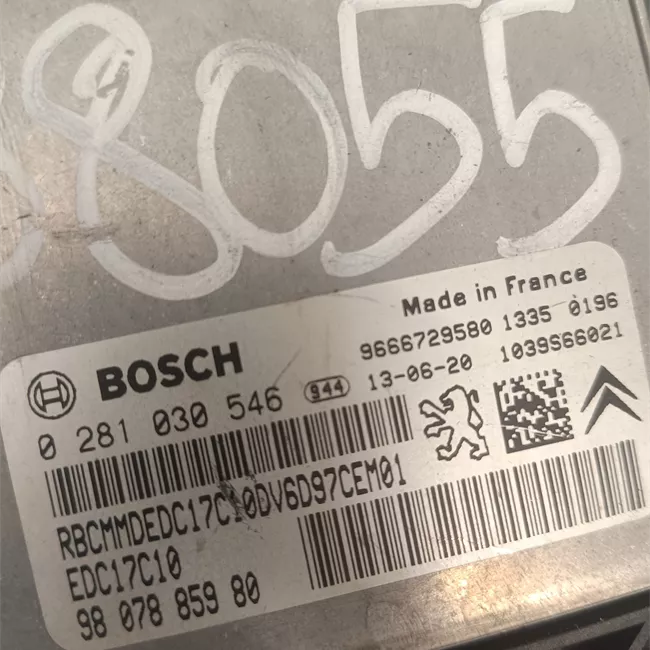 8055
Made in France
BOSCH
9666729580 1335 0196
0 281 030 546 944 13-06-20 1039S66021
RBCMMDEDC17C10DV6D97CEM01
EDC17C10
98 078 859 80